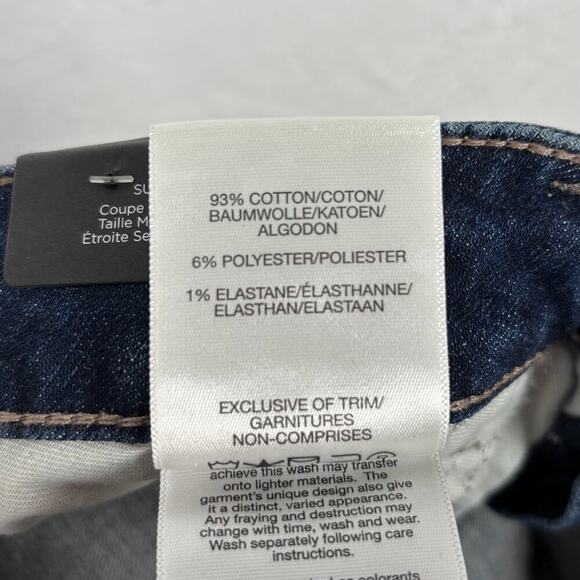 SU
Coupe
Taille M
Étroite Se
93% COTTON/COTON/
BAUMWOLLE/KATOEN/
ALGODON
6% POLYESTER/POLIESTER
1% ELASTANE/ÉLASTHANNE/
ELASTHAN/ELASTAAN
EXCLUSIVE OF TRIM/
GARNITURES
NON-COMPRISES
achieve this wash may transfer
onto lighter materials. The
garment's unique design also give
it a distinct, varied appearance.
Any fraying and destruction may
change with time, wash and wear.
Wash separately following care
instructions.
colorants